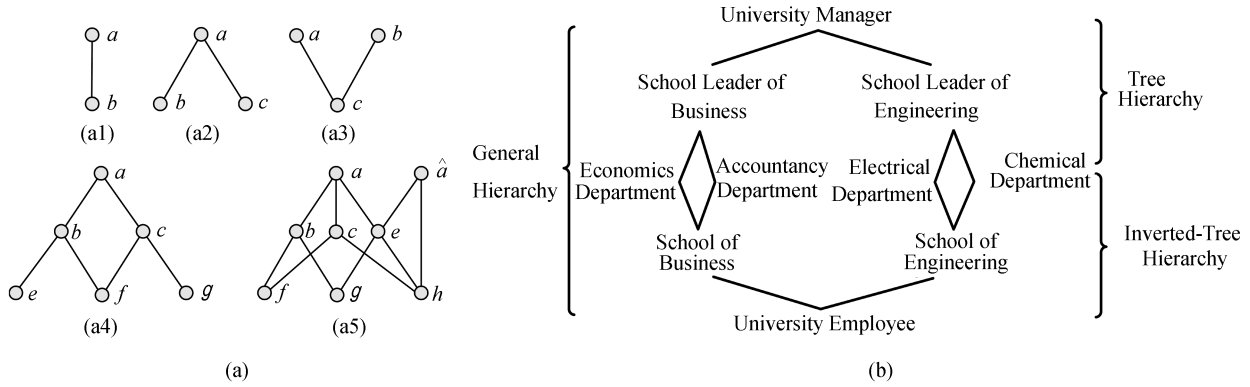 a
b
(a1)
a
b
c
(a2)
a
b
c
(a3)
a
b
c
e
f
g
(a4)
a
â
b
c
e
f
g
h
(a5)
(a)
University Manager
School Leader of
Business
School Leader of
Engineering
Tree
Hierarchy
General
Hierarchy
Economics
Department
Accountancy
Department
Electrical
Department
Chemical
Department
School of
Business
School of
Engineering
Inverted-Tree
Hierarchy
University Employee
(b)